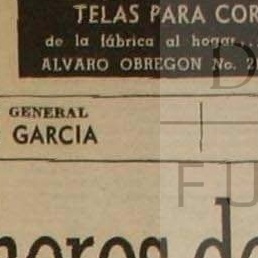 TELAS PARA COR
de la fábrica al hogar
ALVARO OBREGON No. 2
GENERAL
GARCIA